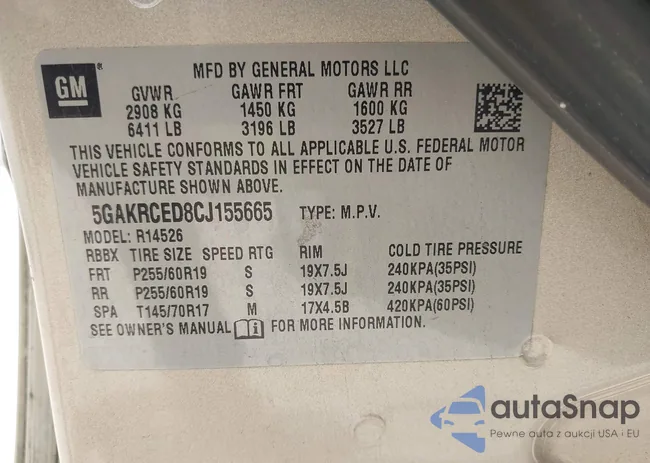 GM
MFD BY GENERAL MOTORS LLC
GVWR GAWR FRT GAWR RR
2908 KG 1450 KG 1600 KG
6411 LB 3196 LB 3527 LB
THIS VEHICLE CONFORMS TO ALL APPLICABLE U.S. FEDERAL MOTOR
VEHICLE SAFETY STANDARDS IN EFFECT ON THE DATE OF
MANUFACTURE SHOWN ABOVE.
5GAKRCED8CJ155665 TYPE: M.P.V.
MODEL: R14526
RBBX TIRE SIZE SPEED RTG RIM COLD TIRE PRESSURE
FRT P255/60R19 S 19X7.5J 240KPA(35PSI)
RR P255/60R19 S 19X7.5J 240KPA(35PSI)
SPA T145/70R17 M 17X4.5B 420KPA(60PSI)
SEE OWNER'S MANUAL FOR MORE INFORMATION.
autaSnap
Pewne auta z aukcji USA i EU